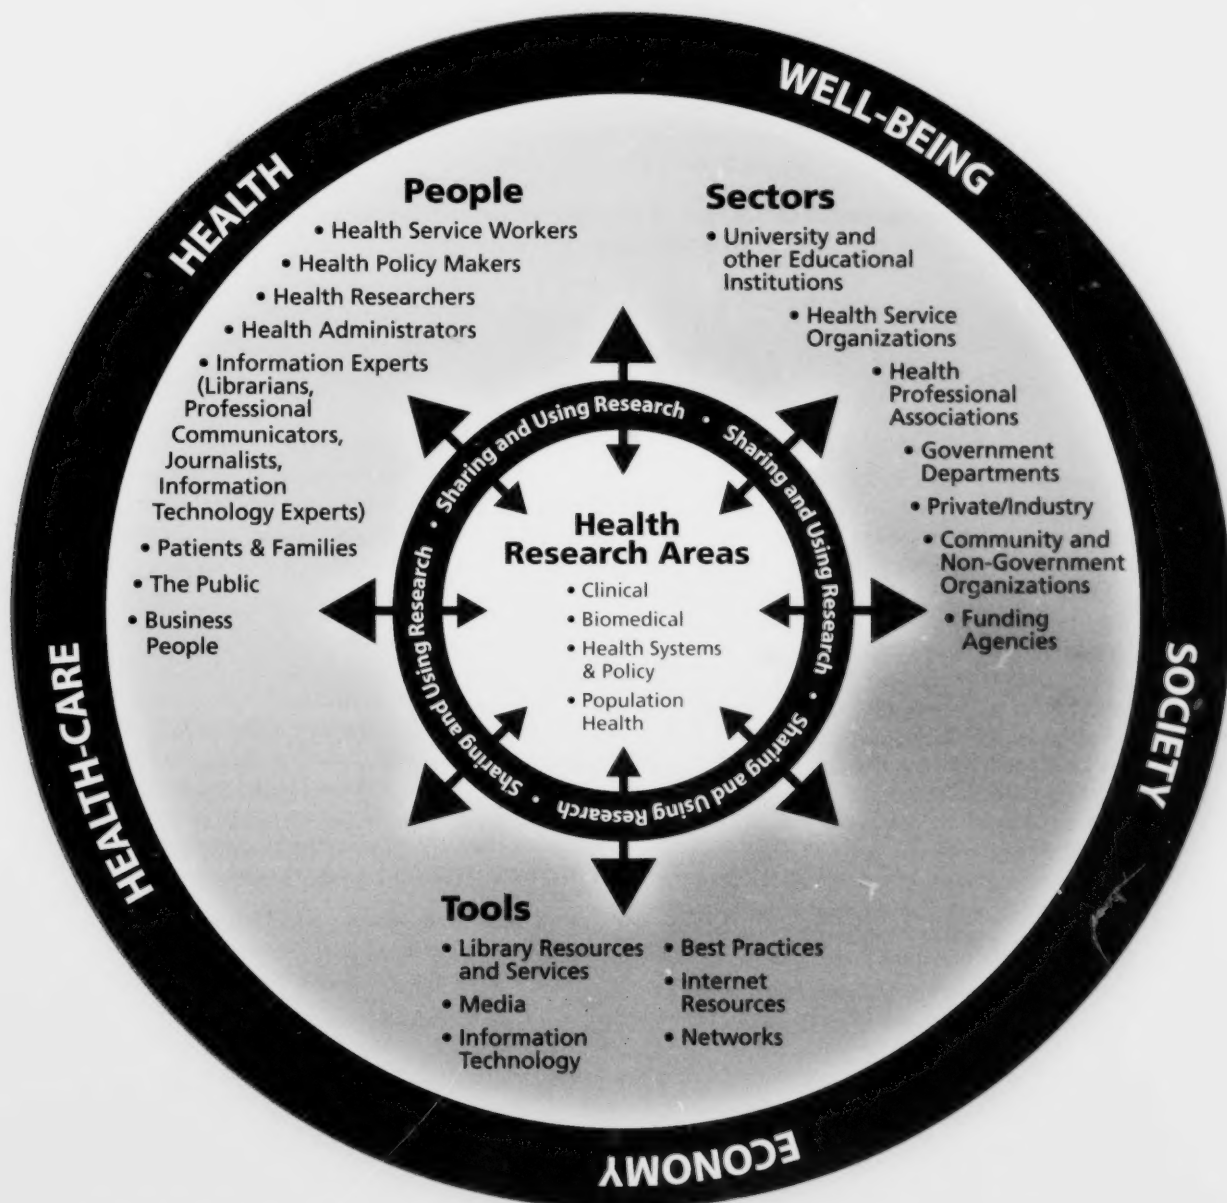 WELL-BEING
HEALTH
People
• Health Service Workers
• Health Policy Makers
• Health Researchers
• Health Administrators
• Information Experts
(Librarians,
Professional
Communicators,
Journalists,
Information
Technology Experts)
• Patients & Families
• The Public
• Business
People
Sectors
• University and
other Educational
Institutions
• Health Service
Organizations
• Health
Professional
Associations
• Government
Departments
• Private/Industry
• Community and
Non-Government
Organizations
• Funding
Agencies
Sharing and Using Research •
Sharing and Using Research •
Sharing and Using Research •
Sharing and Using Research •
Sharing and Using Research •
Health
Research Areas
• Clinical
• Biomedical
• Health Systems
& Policy
• Population
Health
Tools
• Library Resources
and Services
• Media
• Information
Technology
• Best Practices
• Internet
Resources
• Networks
HEALTH-CARE
SOCIETY
ECONOMY